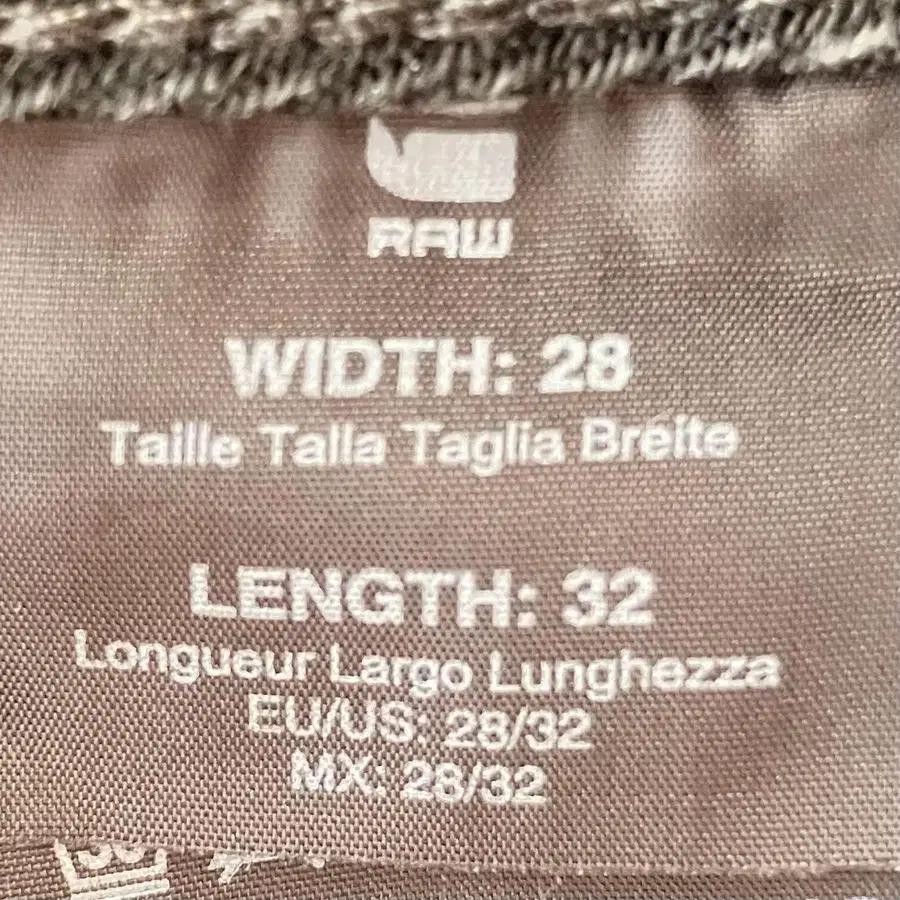 RAW
WIDTH: 28
Taille Talla Taglia Breite
LENGTH: 32
Longueur Largo Lunghezza
EU/US: 28/32
MX: 28/32